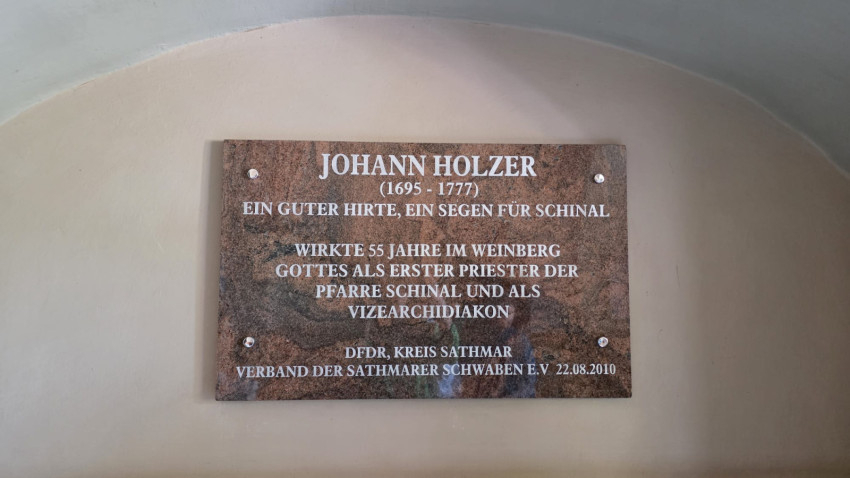 JOHANN HOLZER
(1695 - 1777)
EIN GUTER HIRTE, EIN SEGEN FÜR SCHINAL
WIRKTE 55 JAHRE IM WEINBERG
GOTTES ALS ERSTER PRIESTER DER
PFARRE SCHINAL UND ALS
VIZEARCHIDIAKON
DFDR, KREIS SATHMAR
VERBAND DER SATHMARER SCHWABEN E.V 22.08.2010